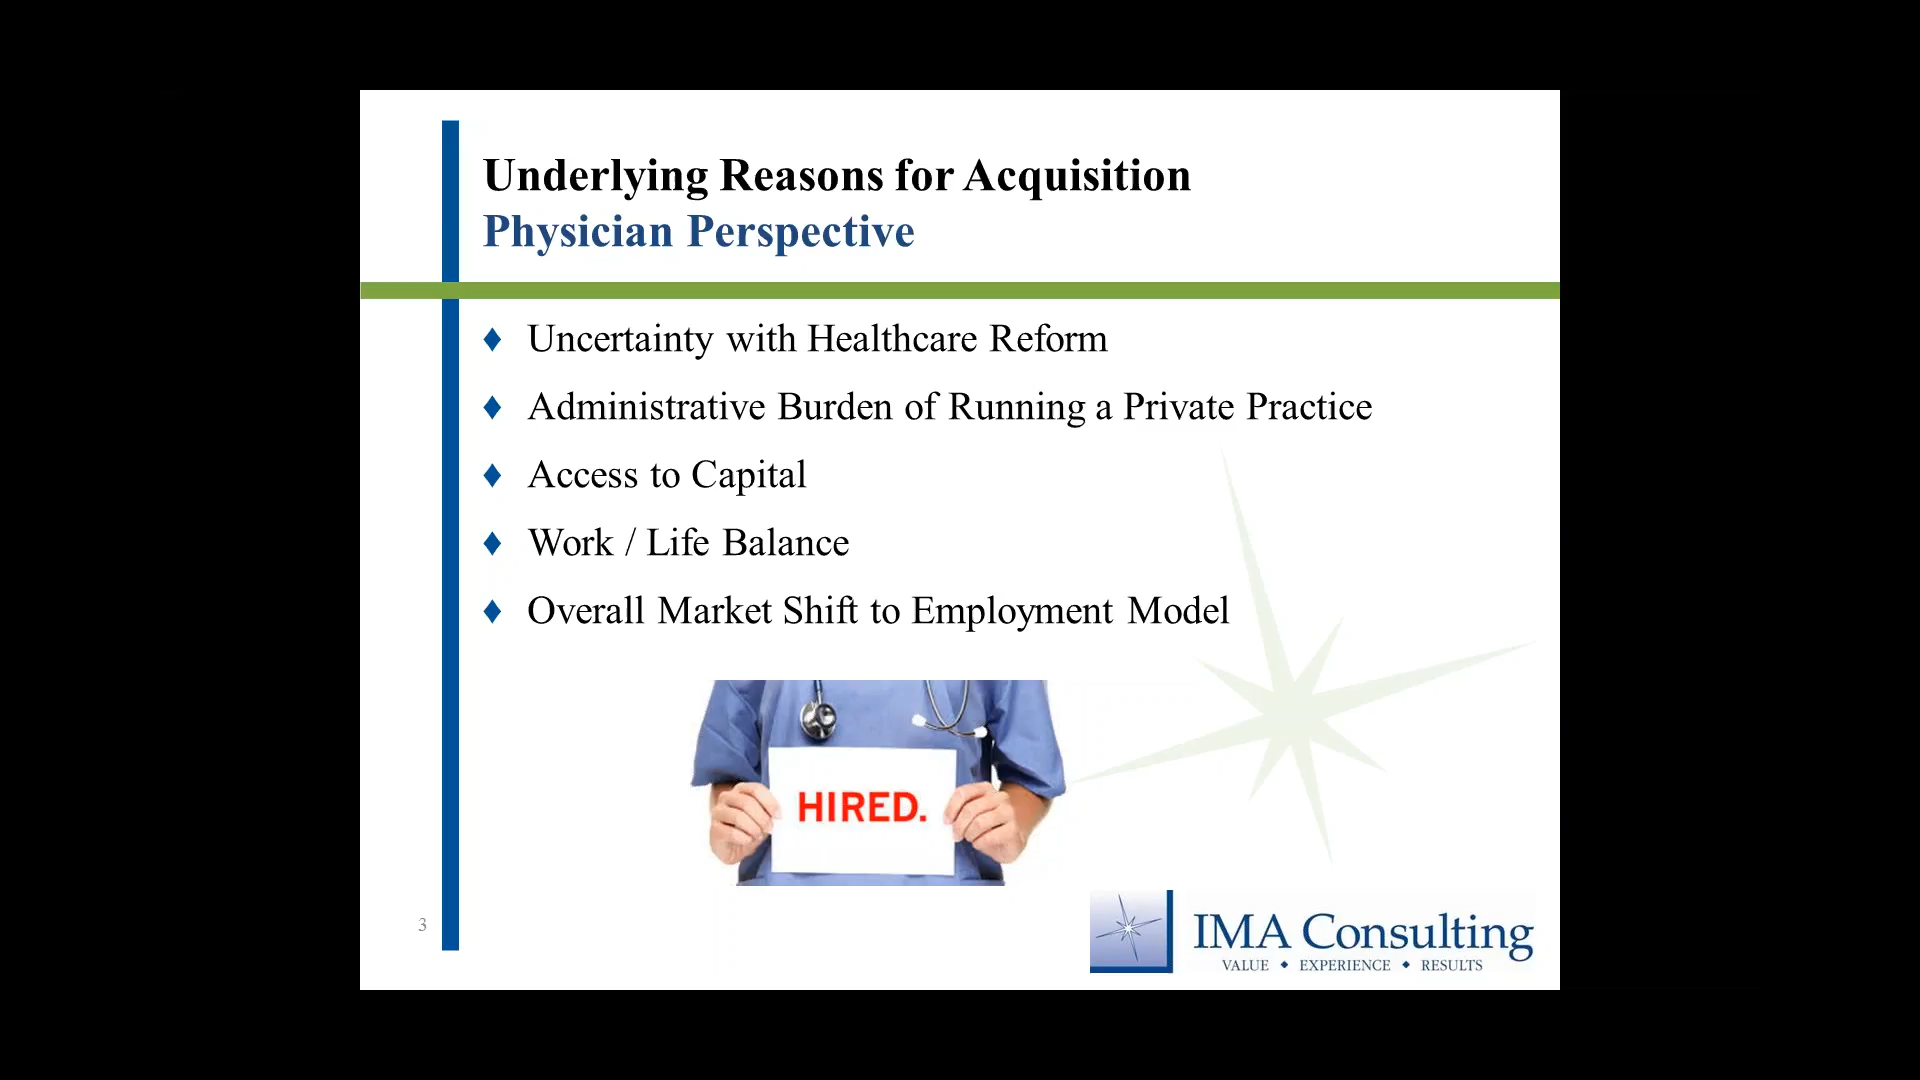 Underlying Reasons for Acquisition
Physician Perspective
♦ Uncertainty with Healthcare Reform
♦ Administrative Burden of Running a Private Practice
♦ Access to Capital
♦ Work / Life Balance
♦ Overall Market Shift to Employment Model
HIRED.
3
IMA Consulting
VALUE ♦ EXPERIENCE ♦ RESULTS